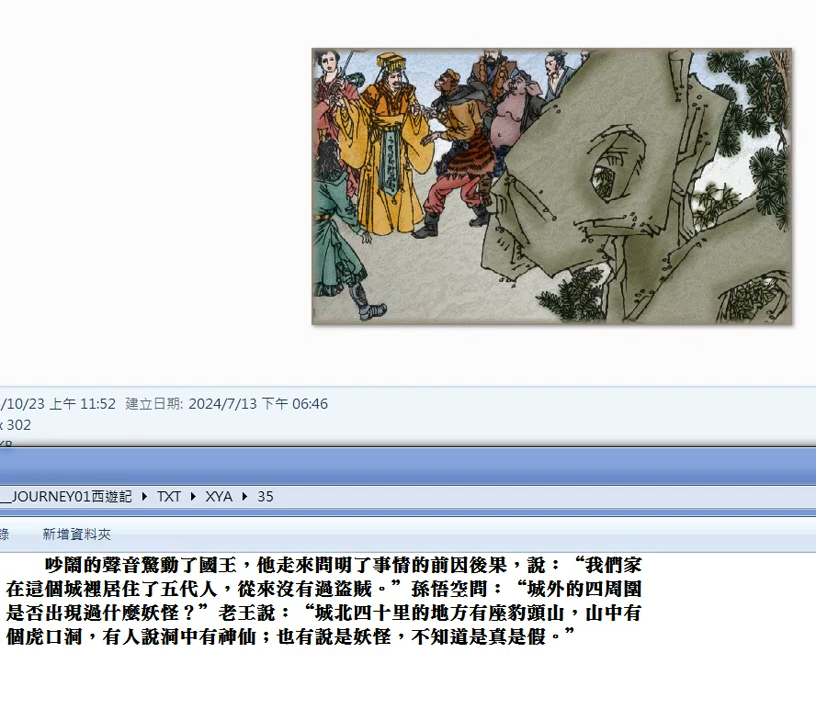 /10/23 上午 11:52 建立日期: 2024/7/13 下午 06:46
x 302
__JOURNEY01西遊記 ▸ TXT ▸ XYA ▸ 35
新增資料夾
吵鬧的聲音驚動了國王，他走來問明了事情的前因後果，說：“我們家
在這個城裡居住了五代人，從來沒有過盜賊。”孫悟空問：“城外的四周圍
是否出現過什麼妖怪？”老王說：“城北四十里的地方有座豹頭山，山中有
個虎口洞，有人說洞中有神仙；也有說是妖怪，不知道是真是假。”